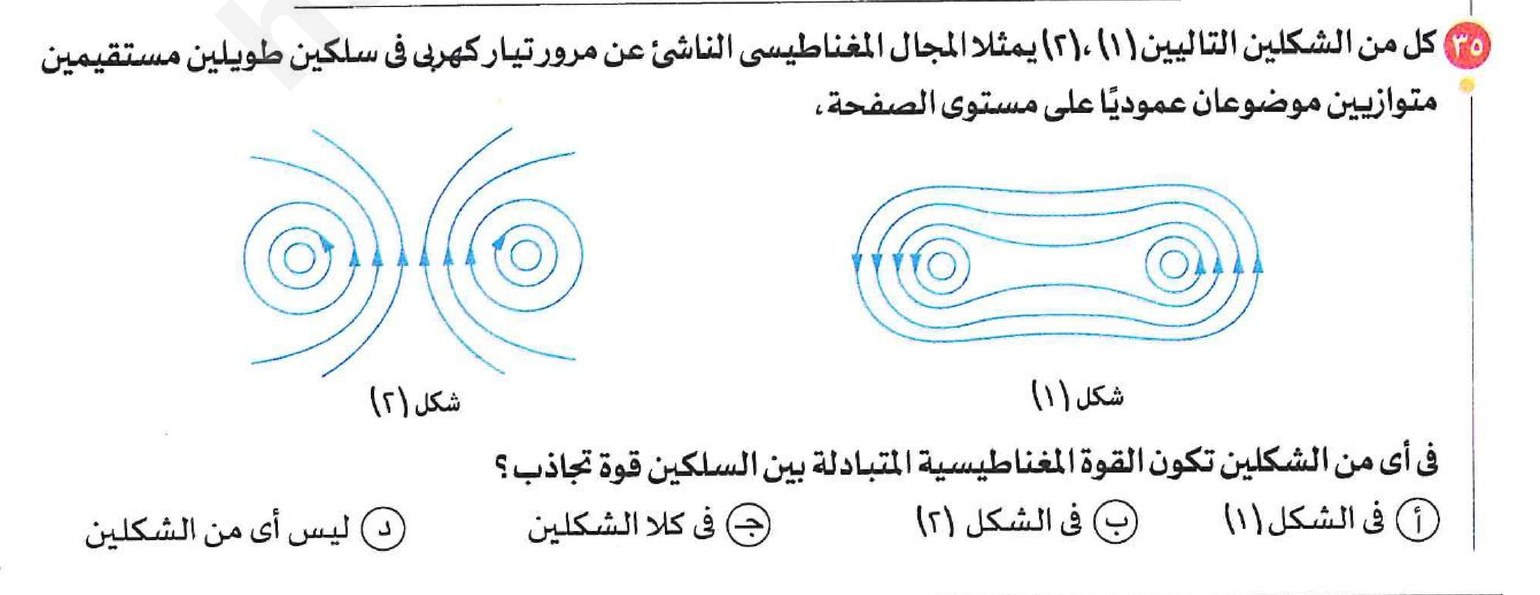 ٣٥ كل من الشكلين التاليين (١)، (٢) يمثلا المجال المغناطيسى الناشئ عن مرور تيار كهربى فى سلكين طويلين مستقيمين
متوازيين موضوعان عموديًا على مستوى الصفحة،
شكل (١)
شكل (٢)
فى أى من الشكلين تكون القوة المغناطيسية المتبادلة بين السلكين قوة تجاذب؟
أ فى الشكل (١) ب فى الشكل (٢) جـ فى كلا الشكلين د ليس أى من الشكلين